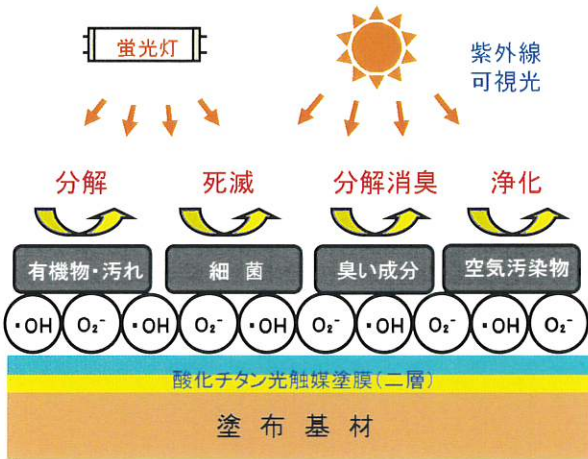 蛍光灯
紫外線
可視光
分解 死滅 分解消臭 浄化
有機物・汚れ 細菌 臭い成分 空気汚染物
・OH O₂⁻ ・OH O₂⁻ ・OH O₂⁻ ・OH O₂⁻ ・OH O₂⁻
酸化チタン光触媒塗膜(二層)
塗布基材